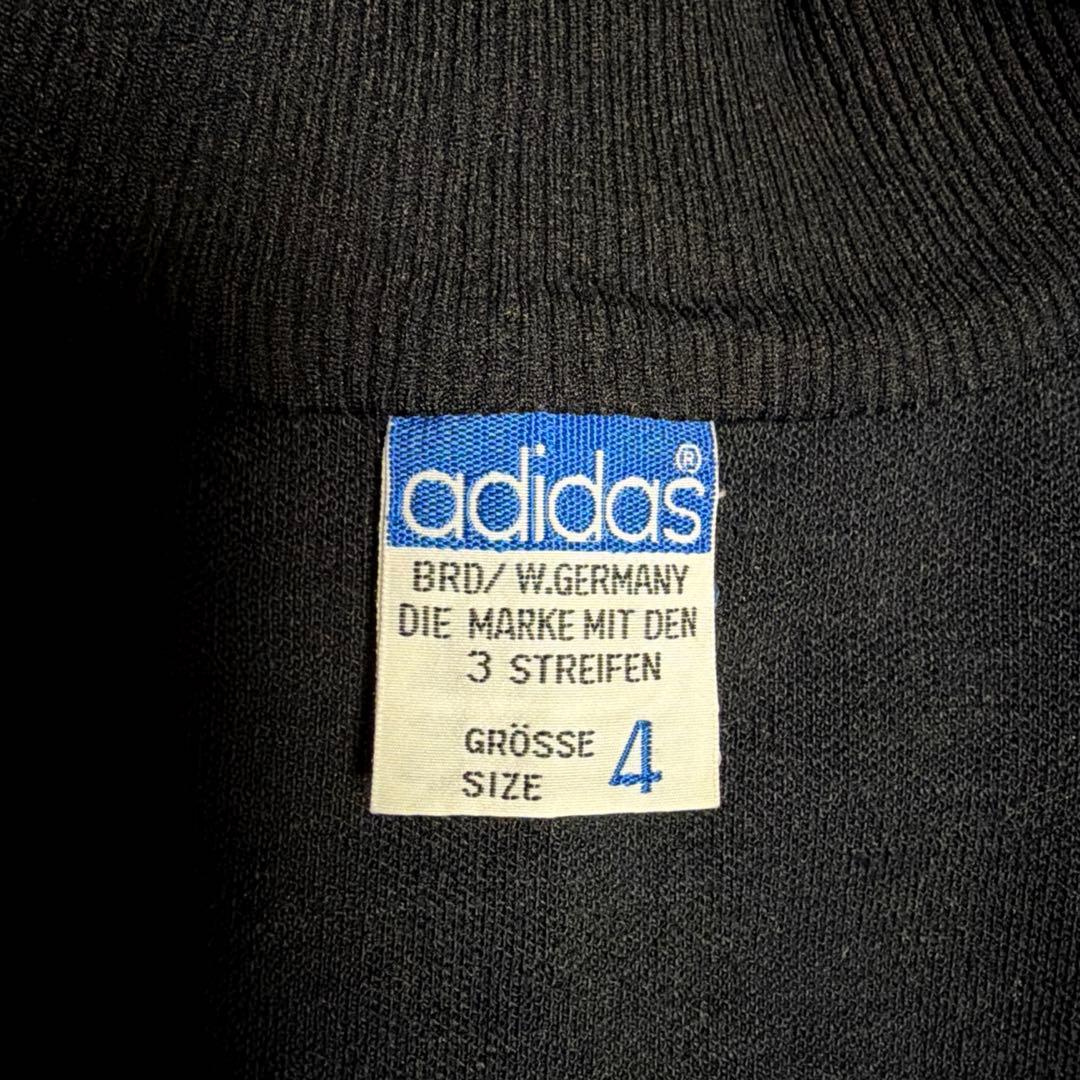 adidas®
BRD/ W.GERMANY
DIE MARKE MIT DEN
3 STREIFEN
GRÖSSE 4
SIZE